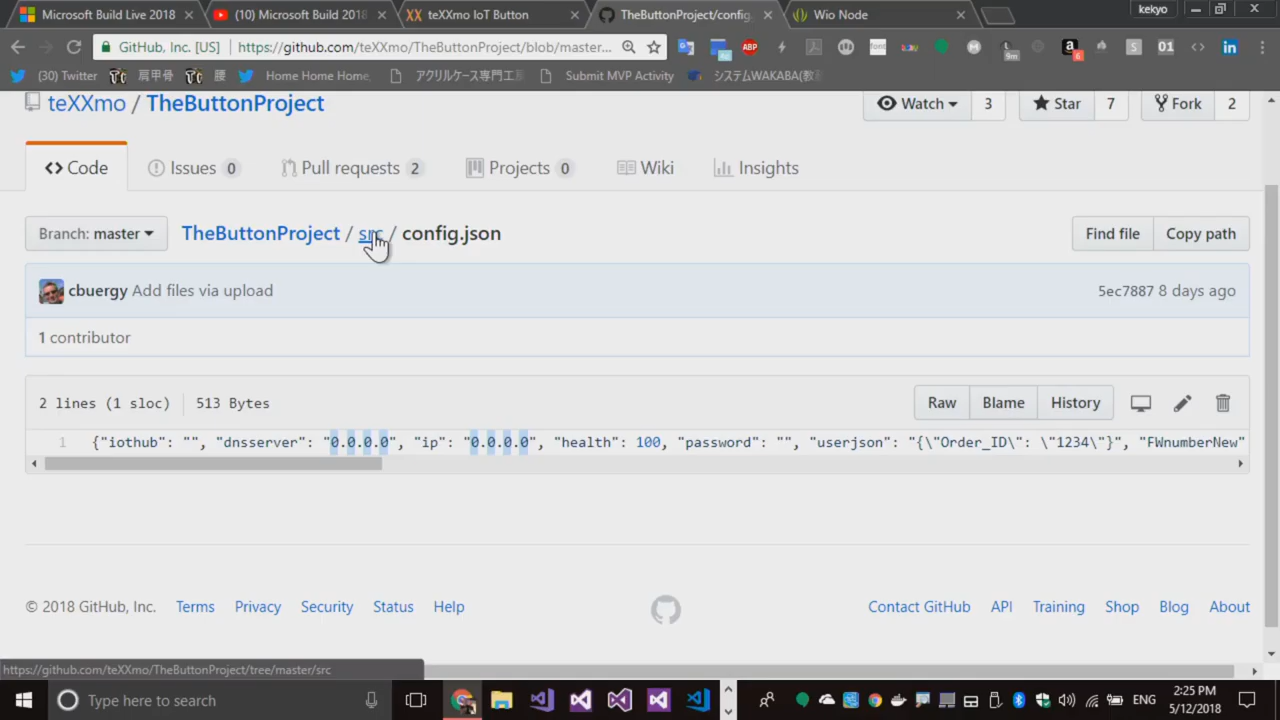 Microsoft Build Live 2018
(10) Microsoft Build 2018
teXXmo IoT Button
TheButtonProject/config.
Wio Node
kekyo
GitHub, Inc. [US]
https://github.com/teXXmo/TheButtonProject/blob/master...
(30) Twitter
肩甲骨
腰
Home Home Home
アクリルケース専門工
Submit MVP Activity
システムWAKABA(教
teXXmo / TheButtonProject
Watch 3
Star 7
Fork 2
Code
Issues 0
Pull requests 2
Projects 0
Wiki
Insights
Branch: master
TheButtonProject / src / config.json
Find file
Copy path
cbuergy Add files via upload
5ec7887 8 days ago
1 contributor
2 lines (1 sloc)
513 Bytes
Raw
Blame
History
1 {"iothub": "", "dnsserver": "0.0.0.0", "ip": "0.0.0.0", "health": 100, "password": "", "userjson": "{\"Order_ID\": \"1234\"}", "FWnumberNew"
© 2018 GitHub, Inc.
Terms
Privacy
Security
Status
Help
Contact GitHub
API
Training
Shop
Blog
About
https://github.com/teXXmo/TheButtonProject/tree/master/src
Type here to search
ENG
2:25 PM
5/12/2018